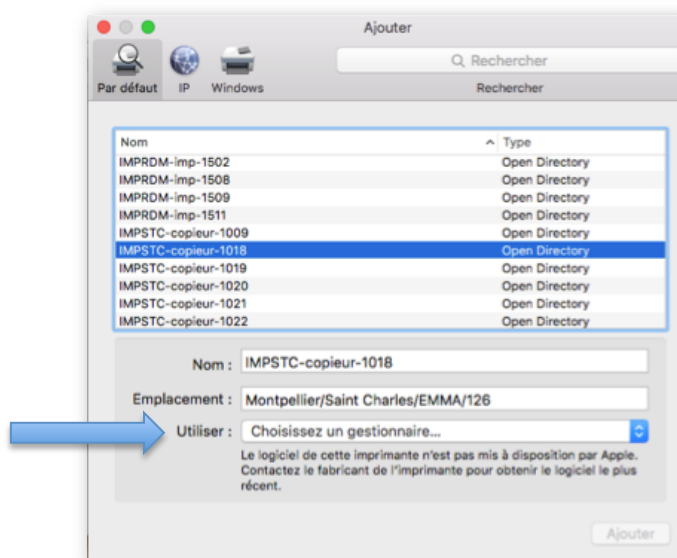 Ajouter
Par défaut IP Windows
Rechercher
Rechercher
Nom Type
IMPRDM-imp-1502 Open Directory
IMPRDM-imp-1508 Open Directory
IMPRDM-imp-1509 Open Directory
IMPRDM-imp-1511 Open Directory
IMPSTC-copieur-1009 Open Directory
IMPSTC-copieur-1018 Open Directory
IMPSTC-copieur-1019 Open Directory
IMPSTC-copieur-1020 Open Directory
IMPSTC-copieur-1021 Open Directory
IMPSTC-copieur-1022 Open Directory
Nom : IMPSTC-copieur-1018
Emplacement : Montpellier/Saint Charles/EMMA/126
Utiliser : Choisissez un gestionnaire...
Le logiciel de cette imprimante n'est pas mis à disposition par Apple.
Contactez le fabricant de l'imprimante pour obtenir le logiciel le plus
récent.
Ajouter